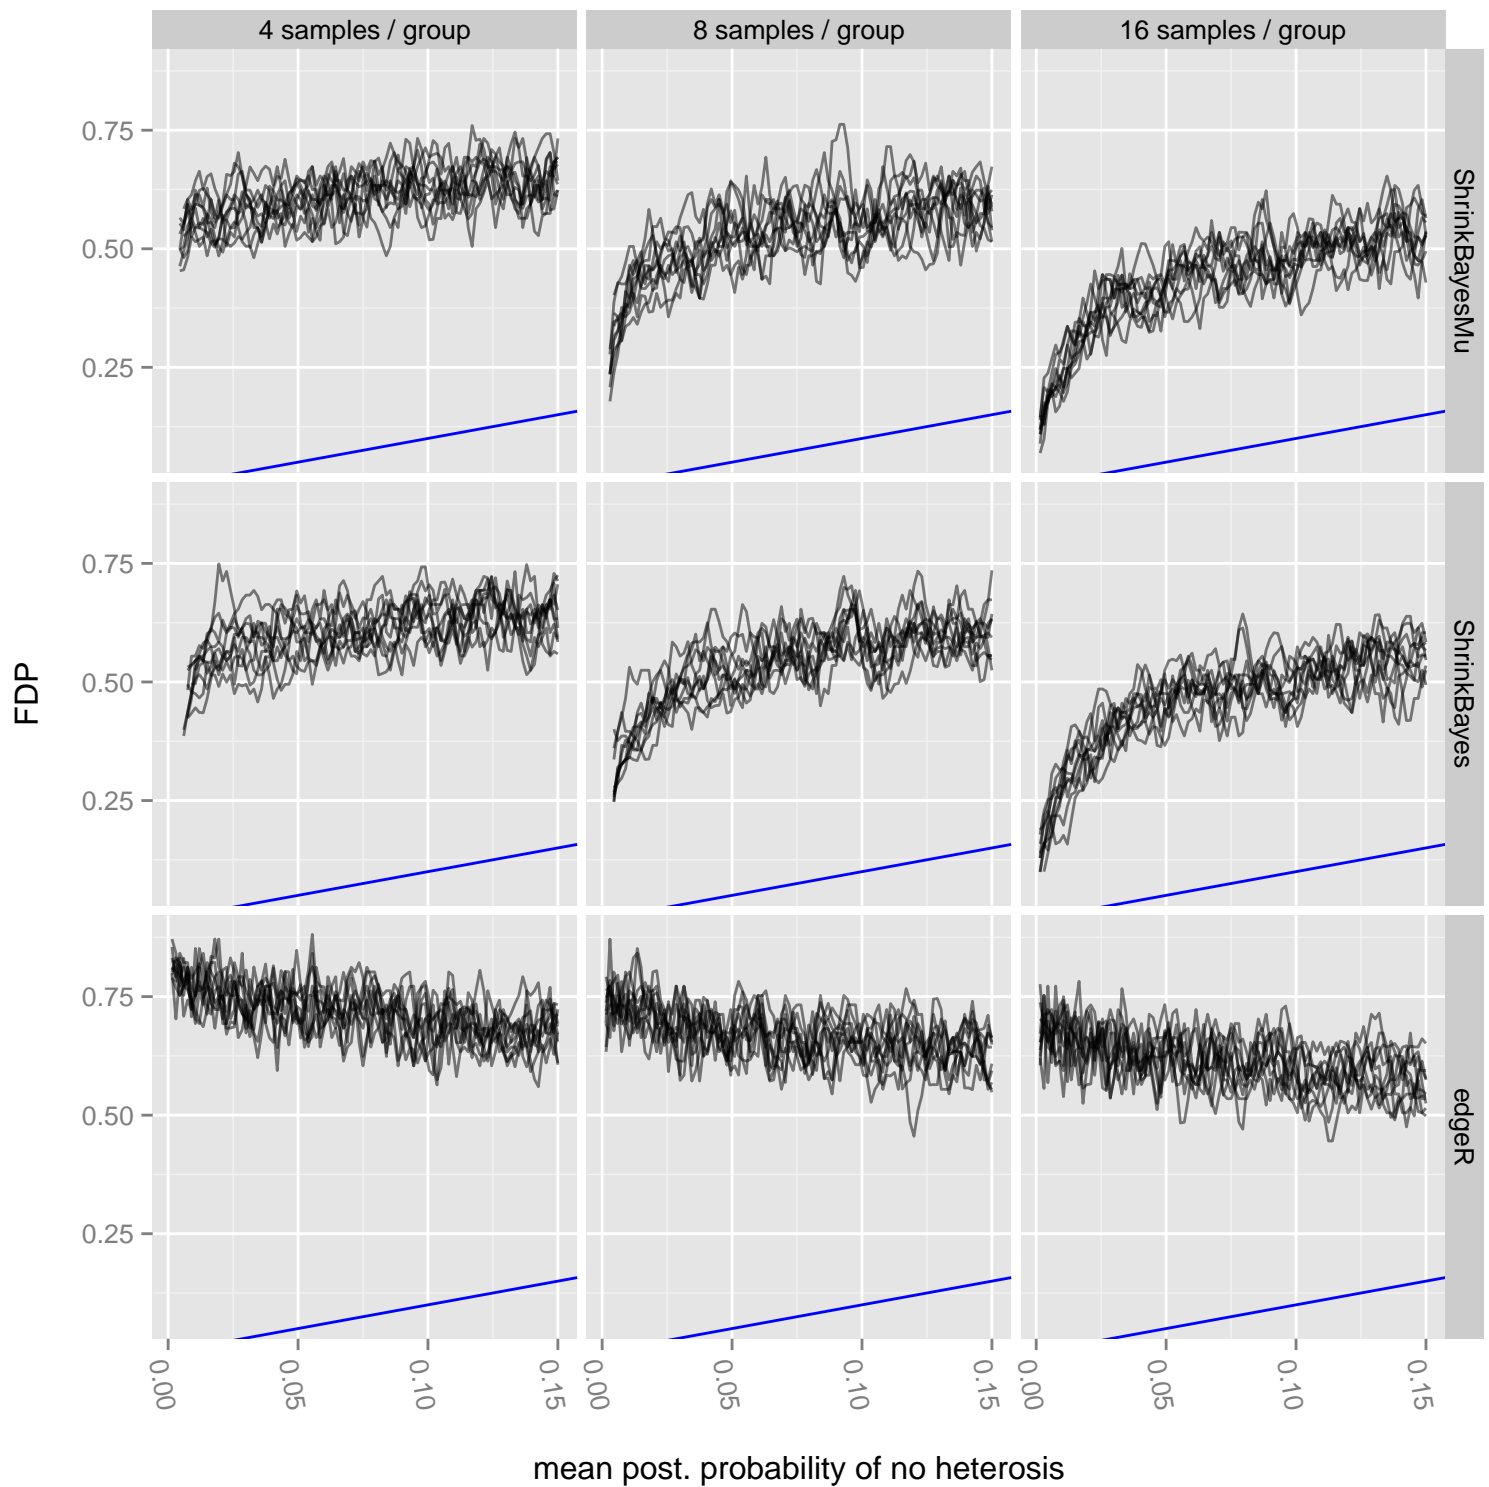 4 samples / group
8 samples / group
16 samples / group
0.75
0.50
0.25
ShrinkBayesMu
0.75
0.50
0.25
ShrinkBayes
0.75
0.50
0.25
edgeR
FDP
0.00
0.05
0.10
0.15
0.00
0.05
0.10
0.15
0.00
0.05
0.10
0.15
mean post. probability of no heterosis